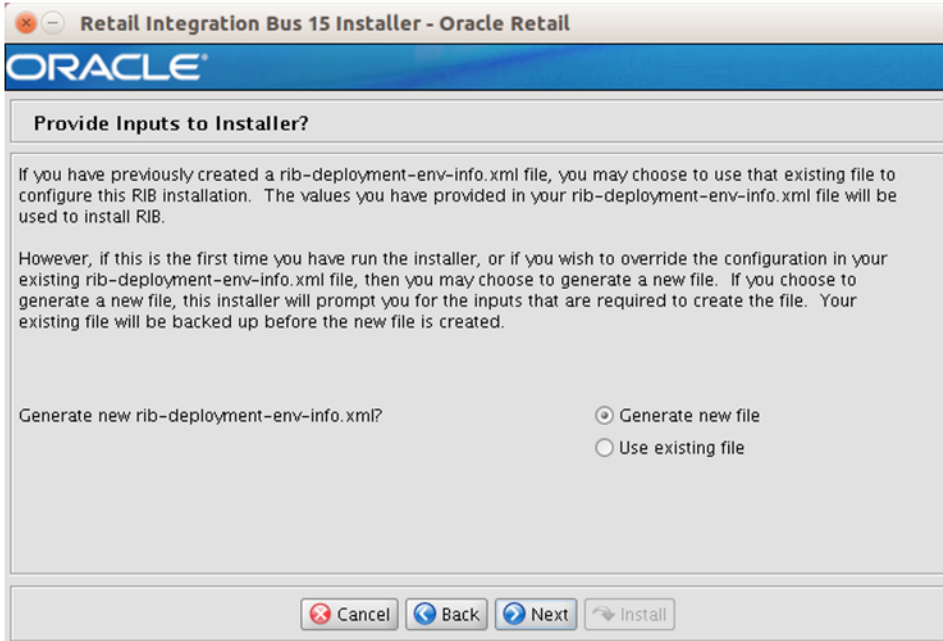 Retail Integration Bus 15 Installer - Oracle Retail
ORACLE®
Provide Inputs to Installer?
If you have previously created a rib-deployment-env-info.xml file, you may choose to use that existing file to
configure this RIB installation. The values you have provided in your rib-deployment-env-info.xml file will be
used to install RIB.
However, if this is the first time you have run the installer, or if you wish to override the configuration in your
existing rib-deployment-env-info.xml file, then you may choose to generate a new file. If you choose to
generate a new file, this installer will prompt you for the inputs that are required to create the file. Your
existing file will be backed up before the new file is created.
Generate new rib-deployment-env-info.xml?
Generate new file
Use existing file
Cancel Back Next Install